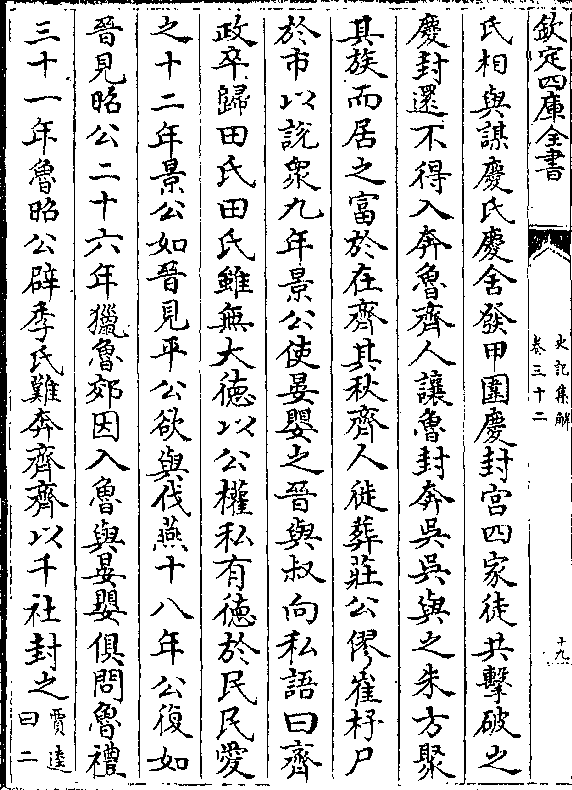 欽定四庫全書
史記集解
卷三十二
十九
氏相與謀慶氏慶舍發甲圍慶封宮四家徒共擊破之
慶封還不得入奔魯齊人讓魯封奔吳吳與之朱方聚
其族而居之富於在齊其秋齊人徙葬莊公僇崔杼尸
於市以說衆九年景公使晏嬰之晉與叔向私語曰齊
政卒歸田氏田氏雖無大德以公權私有德於民民愛
之十二年景公如晉見平公欲與伐燕十八年公復如
晉見昭公二十六年獵魯郊因入魯與晏嬰俱問魯禮
三十一年魯昭公辟季氏難奔齊齊以千社封之
賈逵
曰二